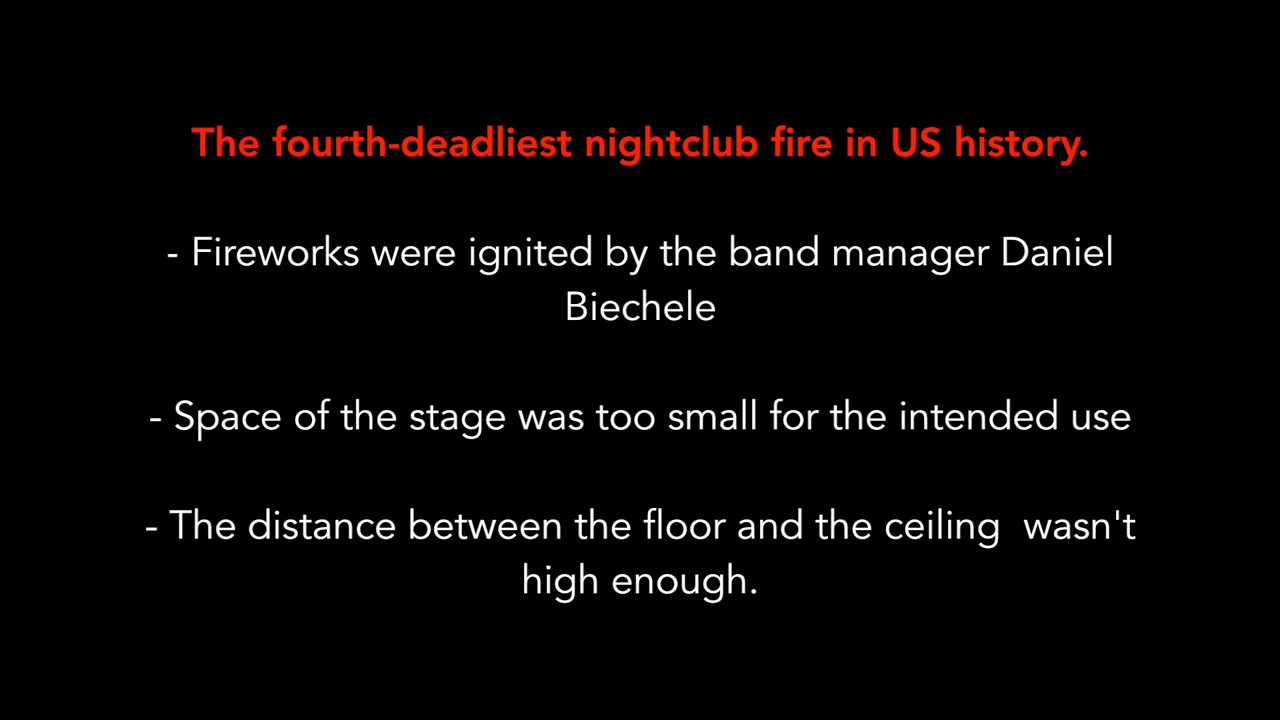 The fourth-deadliest nightclub fire in US history.
- Fireworks were ignited by the band manager Daniel
Biechele
- Space of the stage was too small for the intended use
- The distance between the floor and the ceiling  wasn't
high enough.